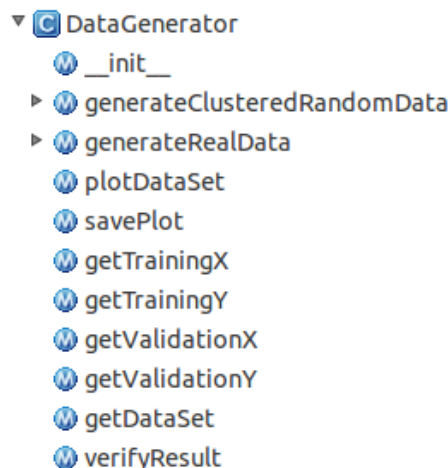 C DataGenerator
M __init__
M generateClusteredRandomData
M generateRealData
M plotDataSet
M savePlot
M getTrainingX
M getTrainingY
M getValidationX
M getValidationY
M getDataSet
M verifyResult